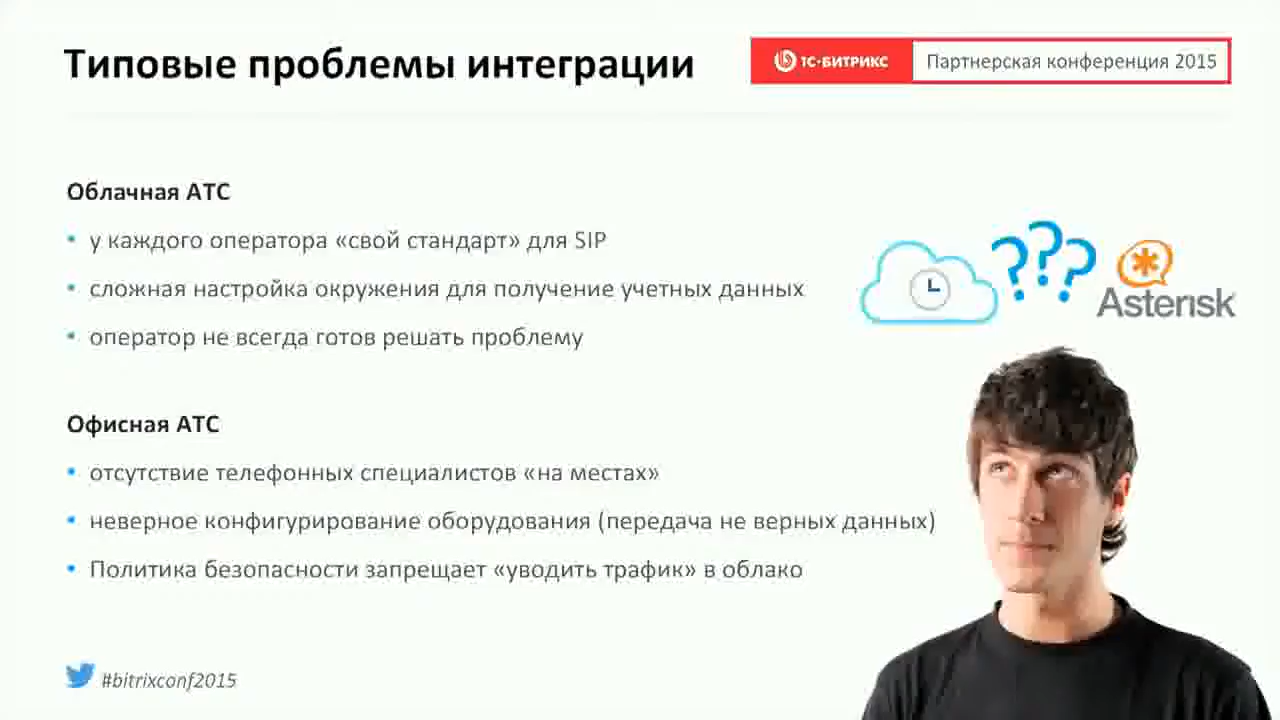 Типовые проблемы интеграции
1С-БИТРИКС
Партнерская конференция 2015
Облачная АТС
• у каждого оператора «свой стандарт» для SIP
• сложная настройка окружения для получение учетных данных
• оператор не всегда готов решать проблему
???
Asterisk
Офисная АТС
• отсутствие телефонных специалистов «на местах»
• неверное конфигурирование оборудования (передача не верных данных)
• Политика безопасности запрещает «уводить трафик» в облако
#bitrixconf2015